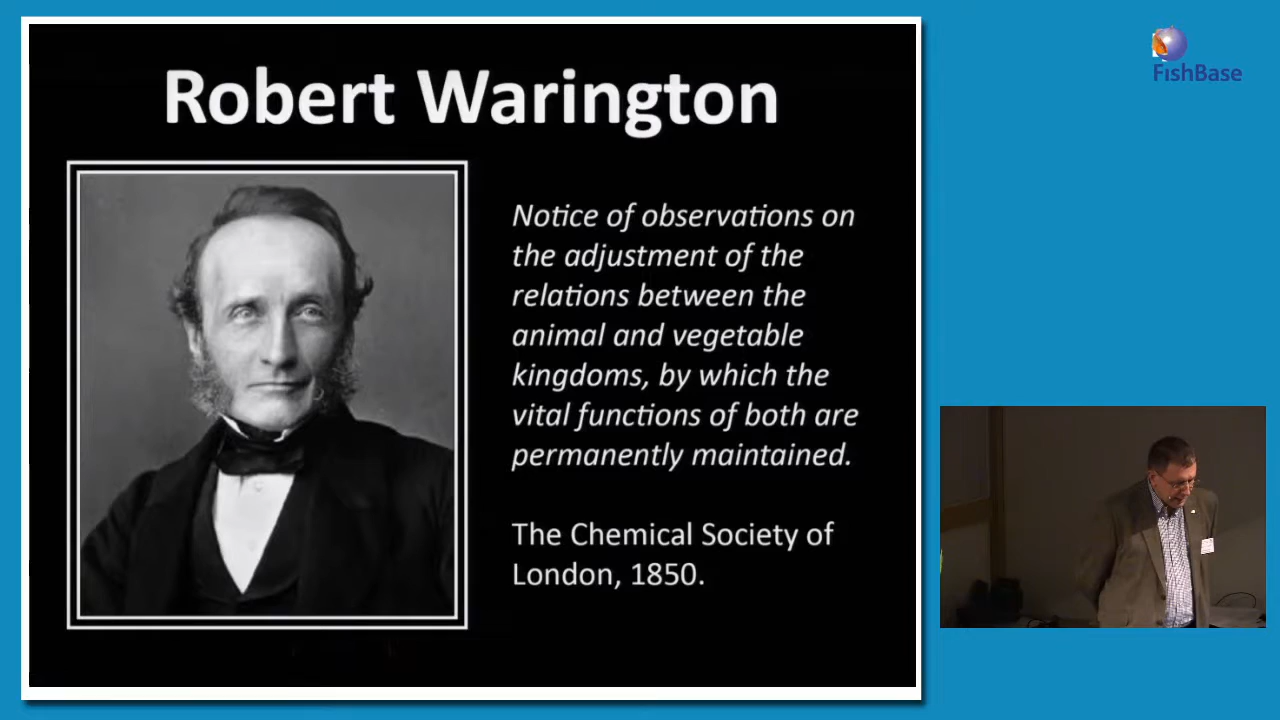 Robert Warington
Notice of observations on
the adjustment of the
relations between the
animal and vegetable
kingdoms, by which the
vital functions of both are
permanently maintained.
The Chemical Society of
London, 1850.
FishBase